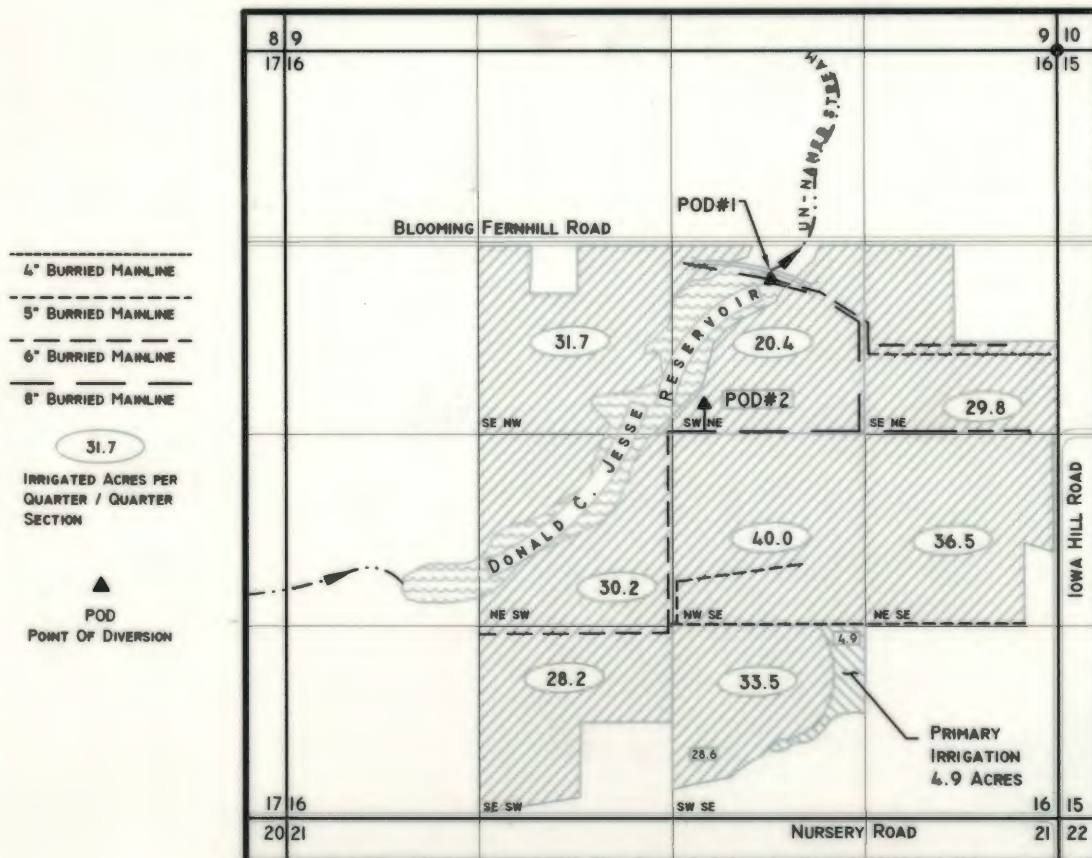 8 9
17 16
9 10
16 15
UN-NAMED STREAM
POD#1
BLOOMING FERNHILL ROAD
4" BURRIED MAINLINE
5" BURRIED MAINLINE
6" BURRIED MAINLINE
8" BURRIED MAINLINE
31.7
IRRIGATED ACRES PER
QUARTER / QUARTER
SECTION
POD
POINT OF DIVERSION
31.7
20.4
29.8
POD#2
SE NW
SW NE
SE NE
DONALD C. JESSE RESERVOIR
IOWA HILL ROAD
40.0
36.5
30.2
NE SW
NW SE
NE SE
4.9
28.2
33.5
28.6
PRIMARY
IRRIGATION
4.9 ACRES
SE SW
SW SE
17 16
20 21
16 15
21 22
NURSERY ROAD